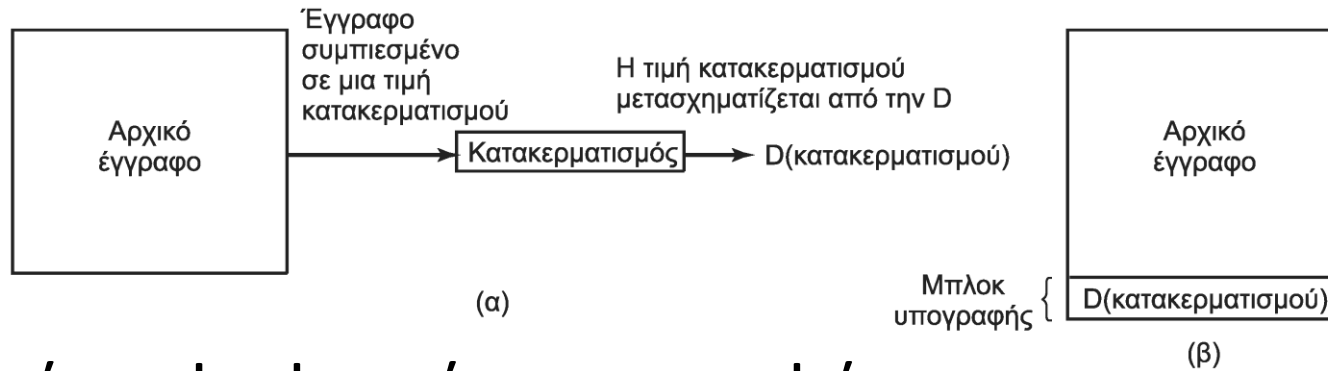 Έγγραφο
συμπιεσμένο
σε μια τιμή
κατακερματισμού
Αρχικό
έγγραφο
Κατακερματισμός
Η τιμή κατακερματισμού
μετασχηματίζεται από την D
D(κατακερματισμού)
(α)
Αρχικό
έγγραφο
Μπλοκ
υπογραφής
D(κατακερματισμού)
(β)